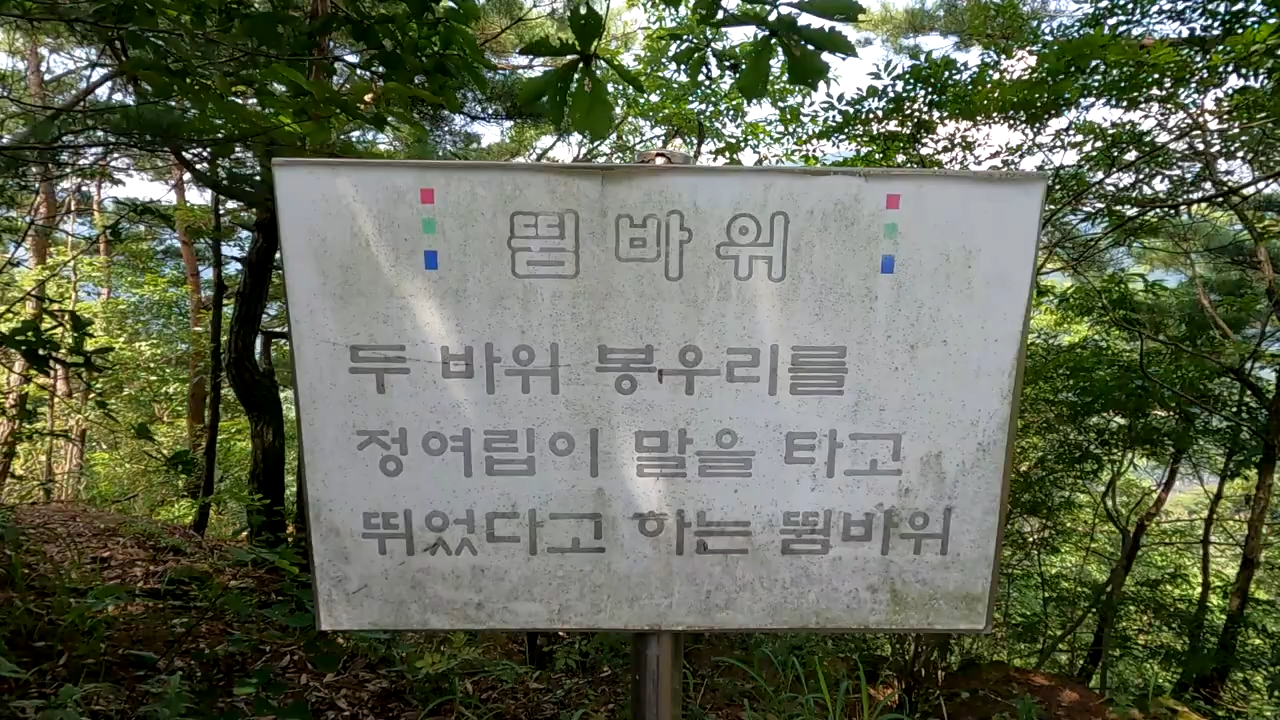 뜀바위
두 바위 봉우리를
정여립이 말을 타고
뛰었다고 하는 뜀바위